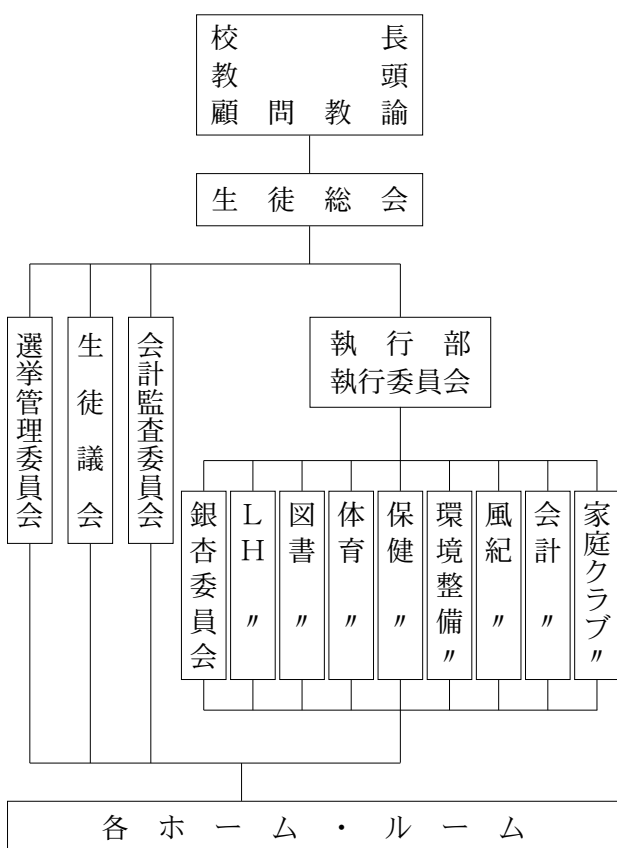 校長
教頭
顧問教諭
生徒総会
選挙管理委員会
生徒議会
会計監査委員会
執行部
執行委員会
銀杏委員会
LH〃
図書〃
体育〃
保健〃
環境整備〃
風紀〃
会計〃
家庭クラブ〃
各ホーム・ルーム